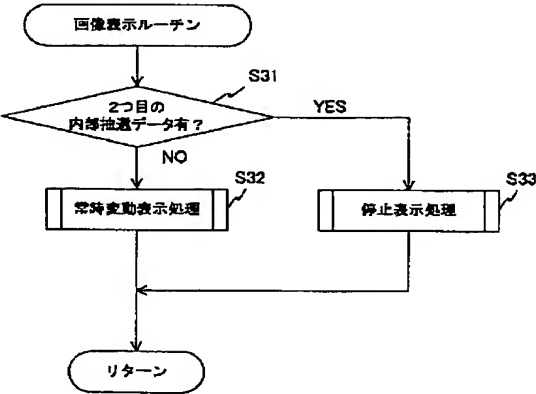 画像表示ルーチン
S31
2つ目の
内部抽選データ有？
YES
NO
S32
常時変動表示処理
S33
停止表示処理
リターン